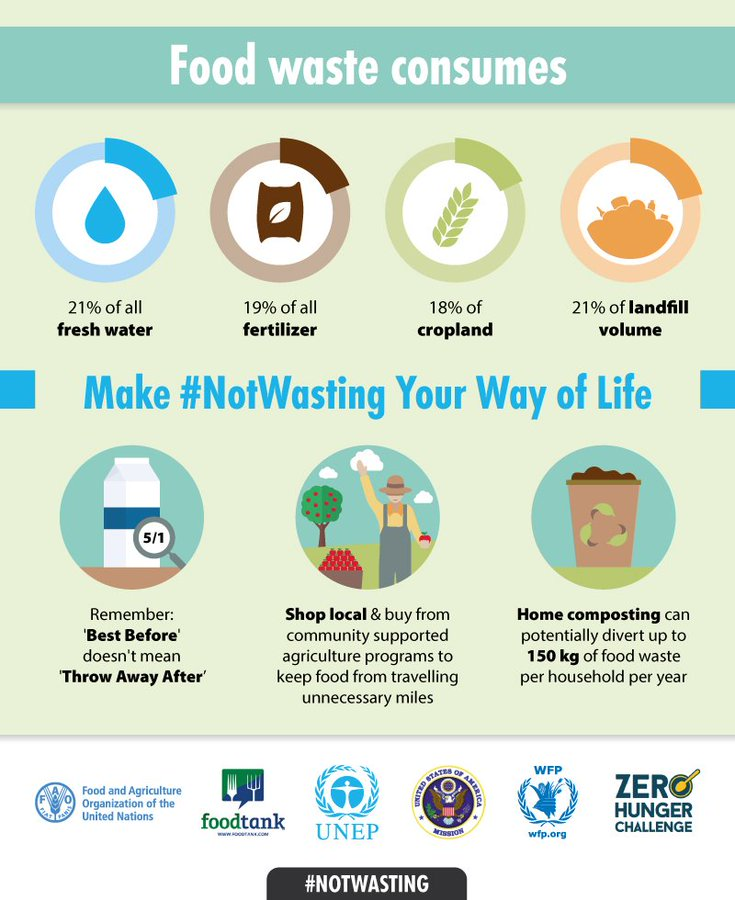 Food waste consumes
21% of all
fresh water
19% of all
fertilizer
18% of
cropland
21% of landfill
volume
Make #NotWasting Your Way of Life
5/1
Remember:
'Best Before'
doesn't mean
'Throw Away After’
Shop local & buy from
community supported
agriculture programs to
keep food from travelling
unnecessary miles
Home composting can
potentially divert up to
150 kg of food waste
per household per year
FAO
FIAT PANIS
Food and Agriculture
Organization of the
United Nations
foodtank
WWW.FOODTANK.COM
UNEP
UNITED STATES OF AMERICA
MISSION
WFP
wfp.org
ZERO
HUNGER
CHALLENGE
#NOTWASTING